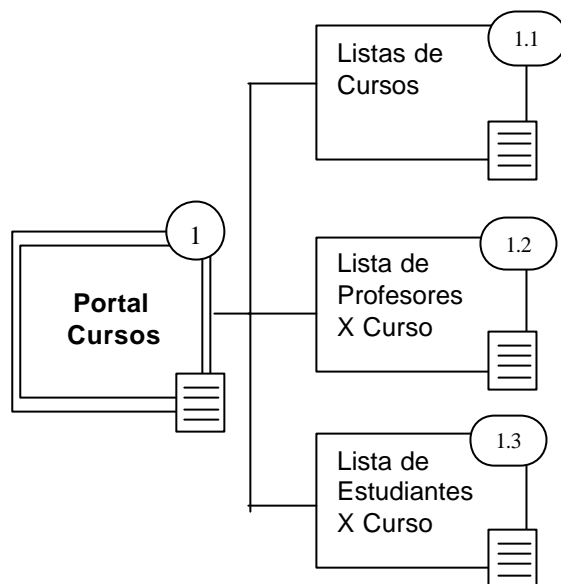 1.1
Listas de
Cursos
1
Portal
Cursos
1.2
Lista de
Profesores
X Curso
1.3
Lista de
Estudiantes
X Curso